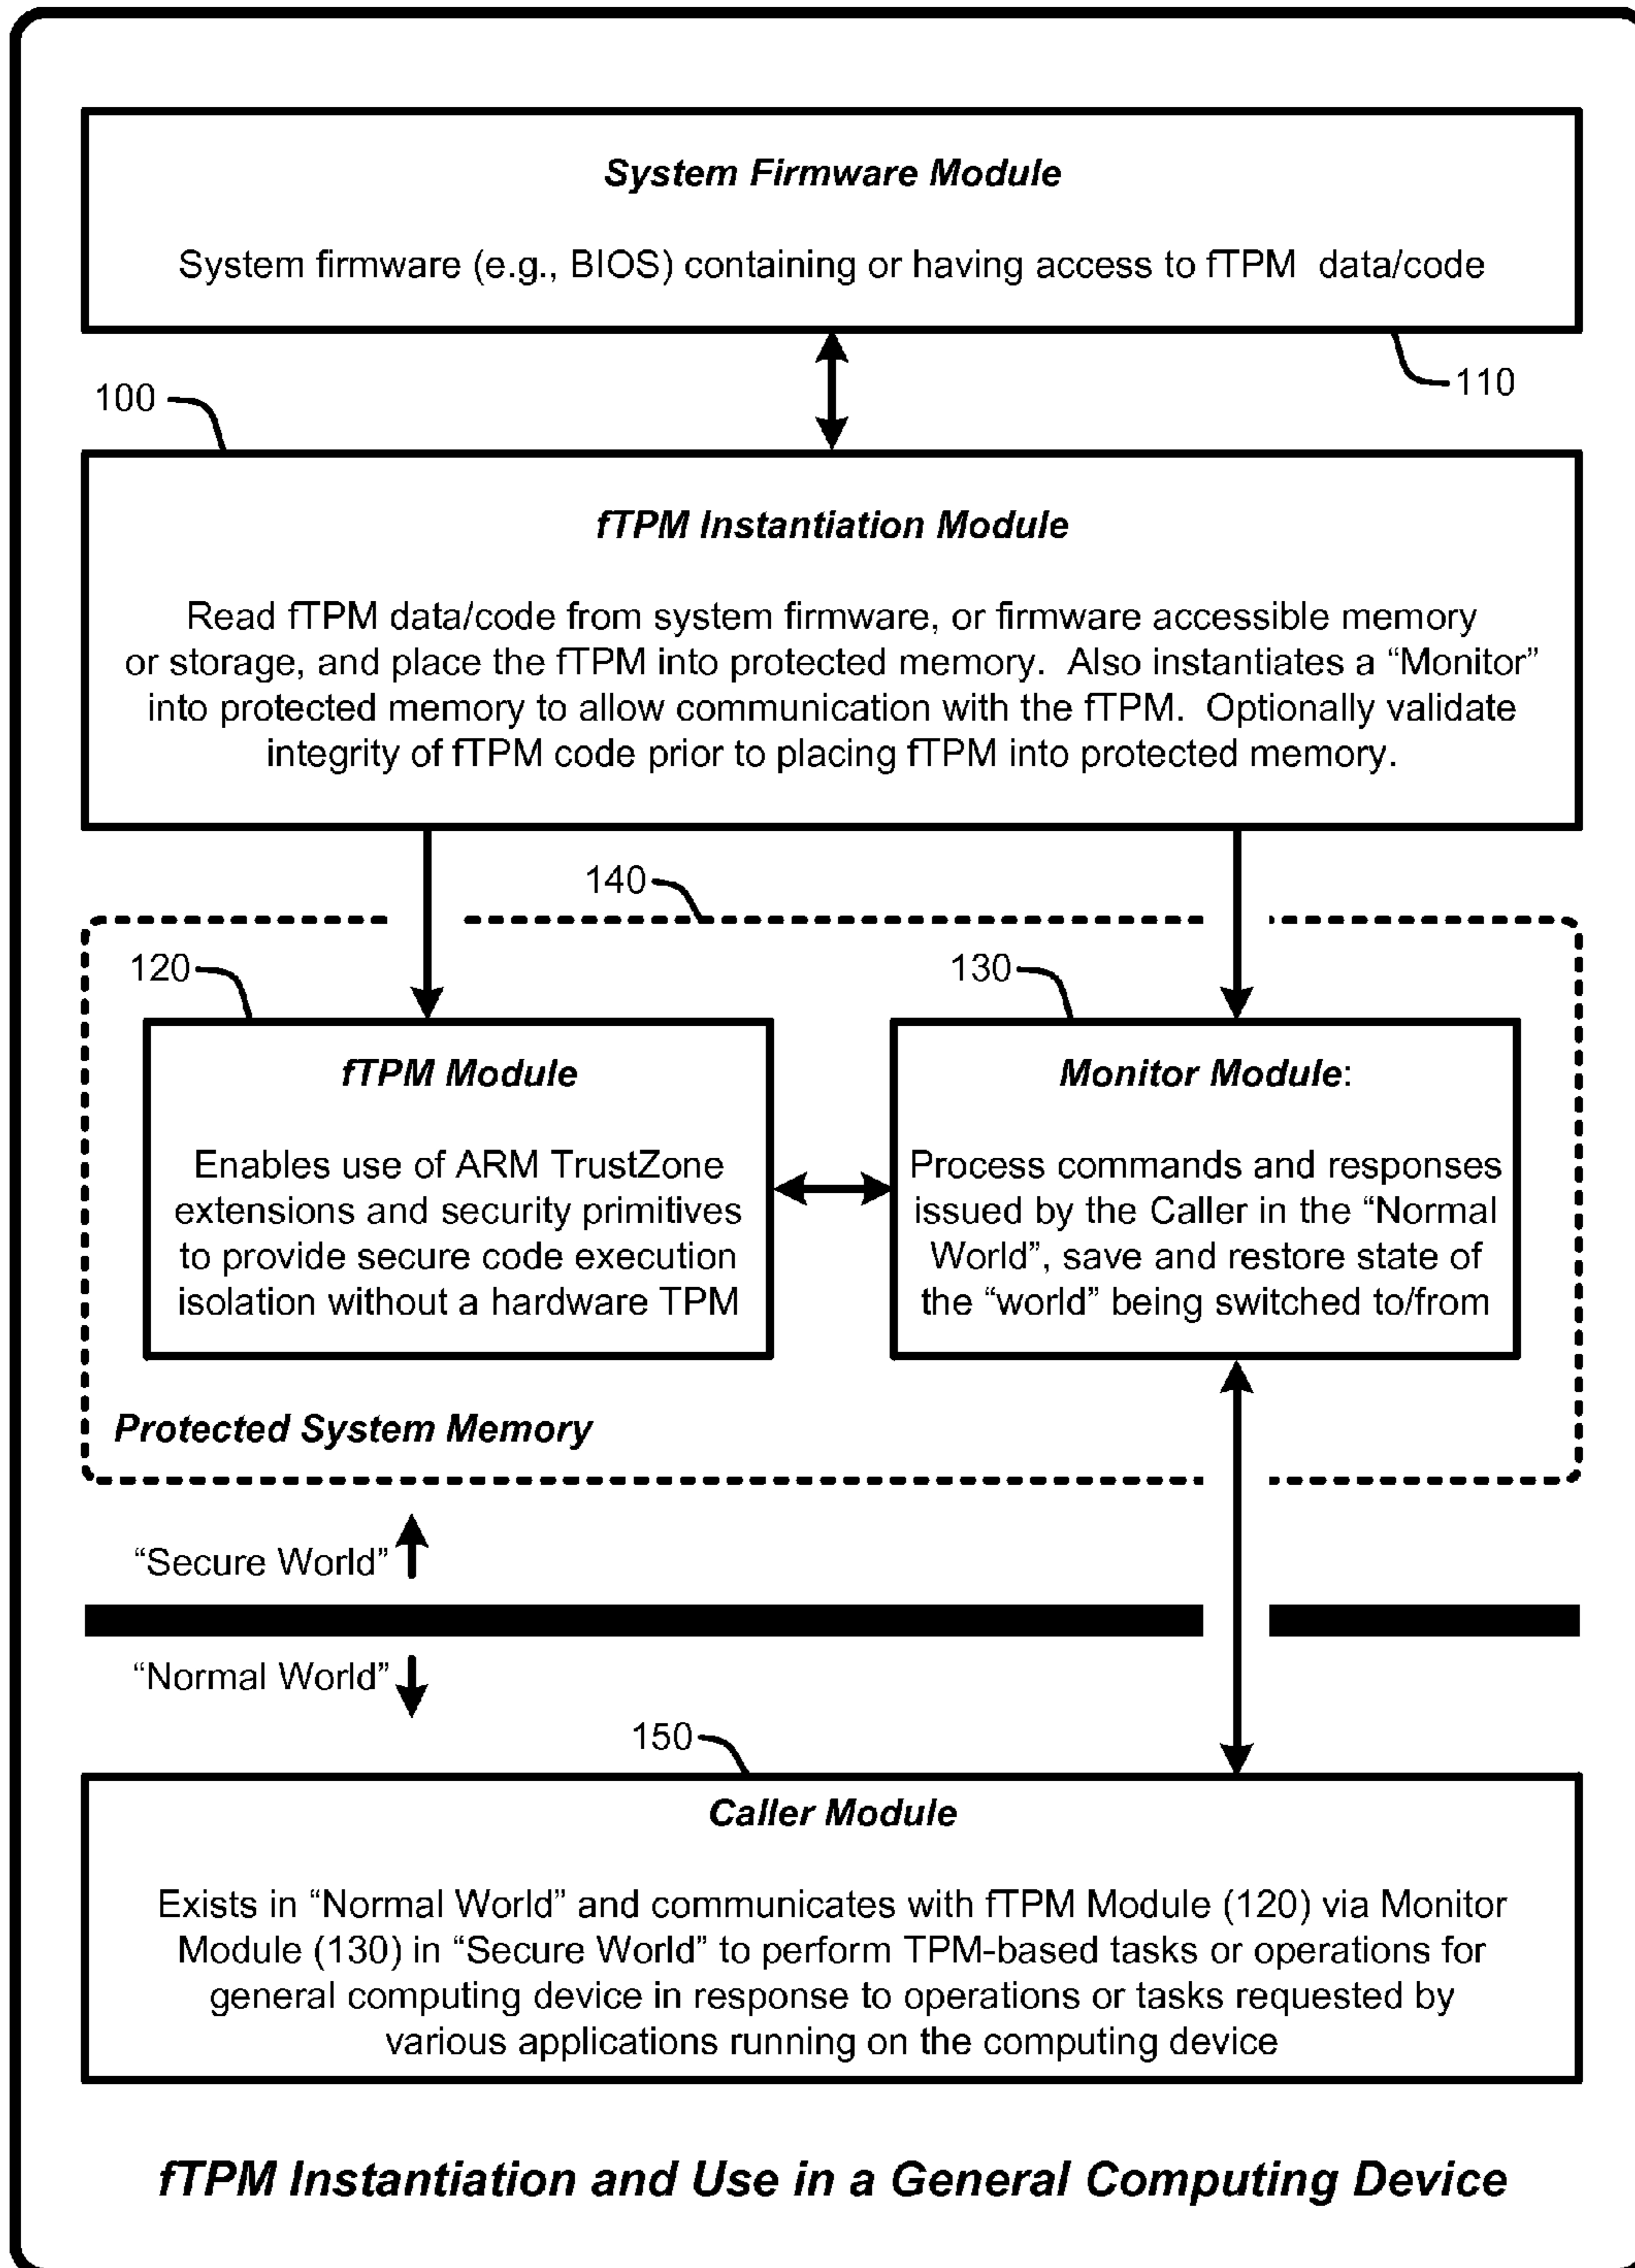 System Firmware Module
System firmware (e.g., BIOS) containing or having access to fTPM data/code
110
100
fTPM Instantiation Module
Read fTPM data/code from system firmware, or firmware accessible memory
or storage, and place the fTPM into protected memory. Also instantiates a “Monitor”
into protected memory to allow communication with the fTPM. Optionally validate
integrity of fTPM code prior to placing fTPM into protected memory.
140
120
fTPM Module
Enables use of ARM TrustZone
extensions and security primitives
to provide secure code execution
isolation without a hardware TPM
130
Monitor Module:
Process commands and responses
issued by the Caller in the “Normal
World”, save and restore state of
the “world” being switched to/from
Protected System Memory
“Secure World”
“Normal World”
150
Caller Module
Exists in “Normal World” and communicates with fTPM Module (120) via Monitor
Module (130) in “Secure World” to perform TPM-based tasks or operations for
general computing device in response to operations or tasks requested by
various applications running on the computing device
fTPM Instantiation and Use in a General Computing Device